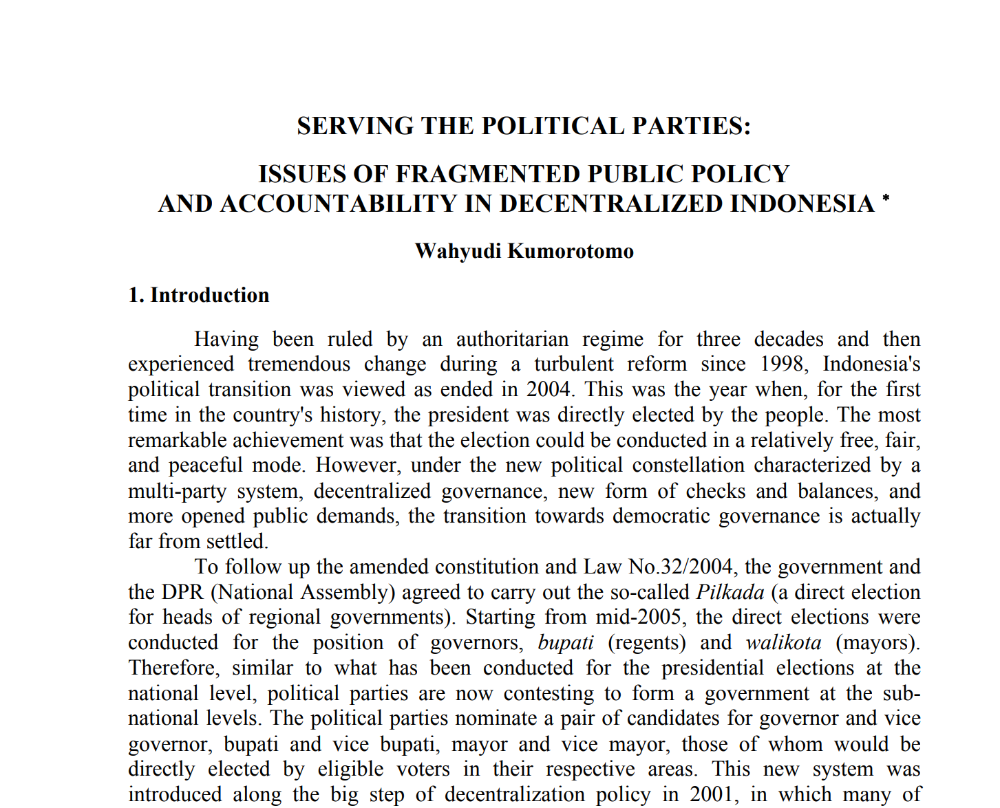 SERVING THE POLITICAL PARTIES:
ISSUES OF FRAGMENTED PUBLIC POLICY
AND ACCOUNTABILITY IN DECENTRALIZED INDONESIA *
Wahyudi Kumorotomo
1. Introduction
Having been ruled by an authoritarian regime for three decades and then
experienced tremendous change during a turbulent reform since 1998, Indonesia's
political transition was viewed as ended in 2004. This was the year when, for the first
time in the country's history, the president was directly elected by the people. The most
remarkable achievement was that the election could be conducted in a relatively free, fair,
and peaceful mode. However, under the new political constellation characterized by a
multi-party system, decentralized governance, new form of checks and balances, and
more opened public demands, the transition towards democratic governance is actually
far from settled.
To follow up the amended constitution and Law No.32/2004, the government and
the DPR (National Assembly) agreed to carry out the so-called Pilkada (a direct election
for heads of regional governments). Starting from mid-2005, the direct elections were
conducted for the position of governors, bupati (regents) and walikota (mayors).
Therefore, similar to what has been conducted for the presidential elections at the
national level, political parties are now contesting to form a government at the sub-
national levels. The political parties nominate a pair of candidates for governor and vice
governor, bupati and vice bupati, mayor and vice mayor, those of whom would be
directly elected by eligible voters in their respective areas. This new system was
introduced along the big step of decentralization policy in 2001, in which many of